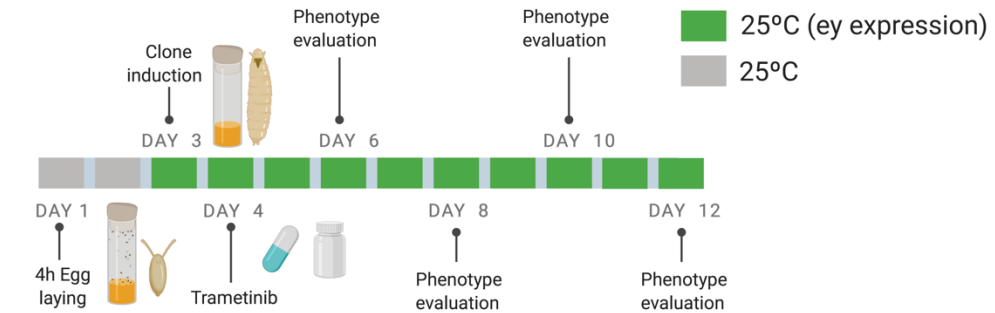 Phenotype
evaluation
Phenotype
evaluation
25ºC (ey expression)
25ºC
Clone
induction
DAY 3
DAY 6
DAY 10
DAY 1
DAY 4
DAY 8
DAY 12
4h Egg
laying
Trametinib
Phenotype
evaluation
Phenotype
evaluation